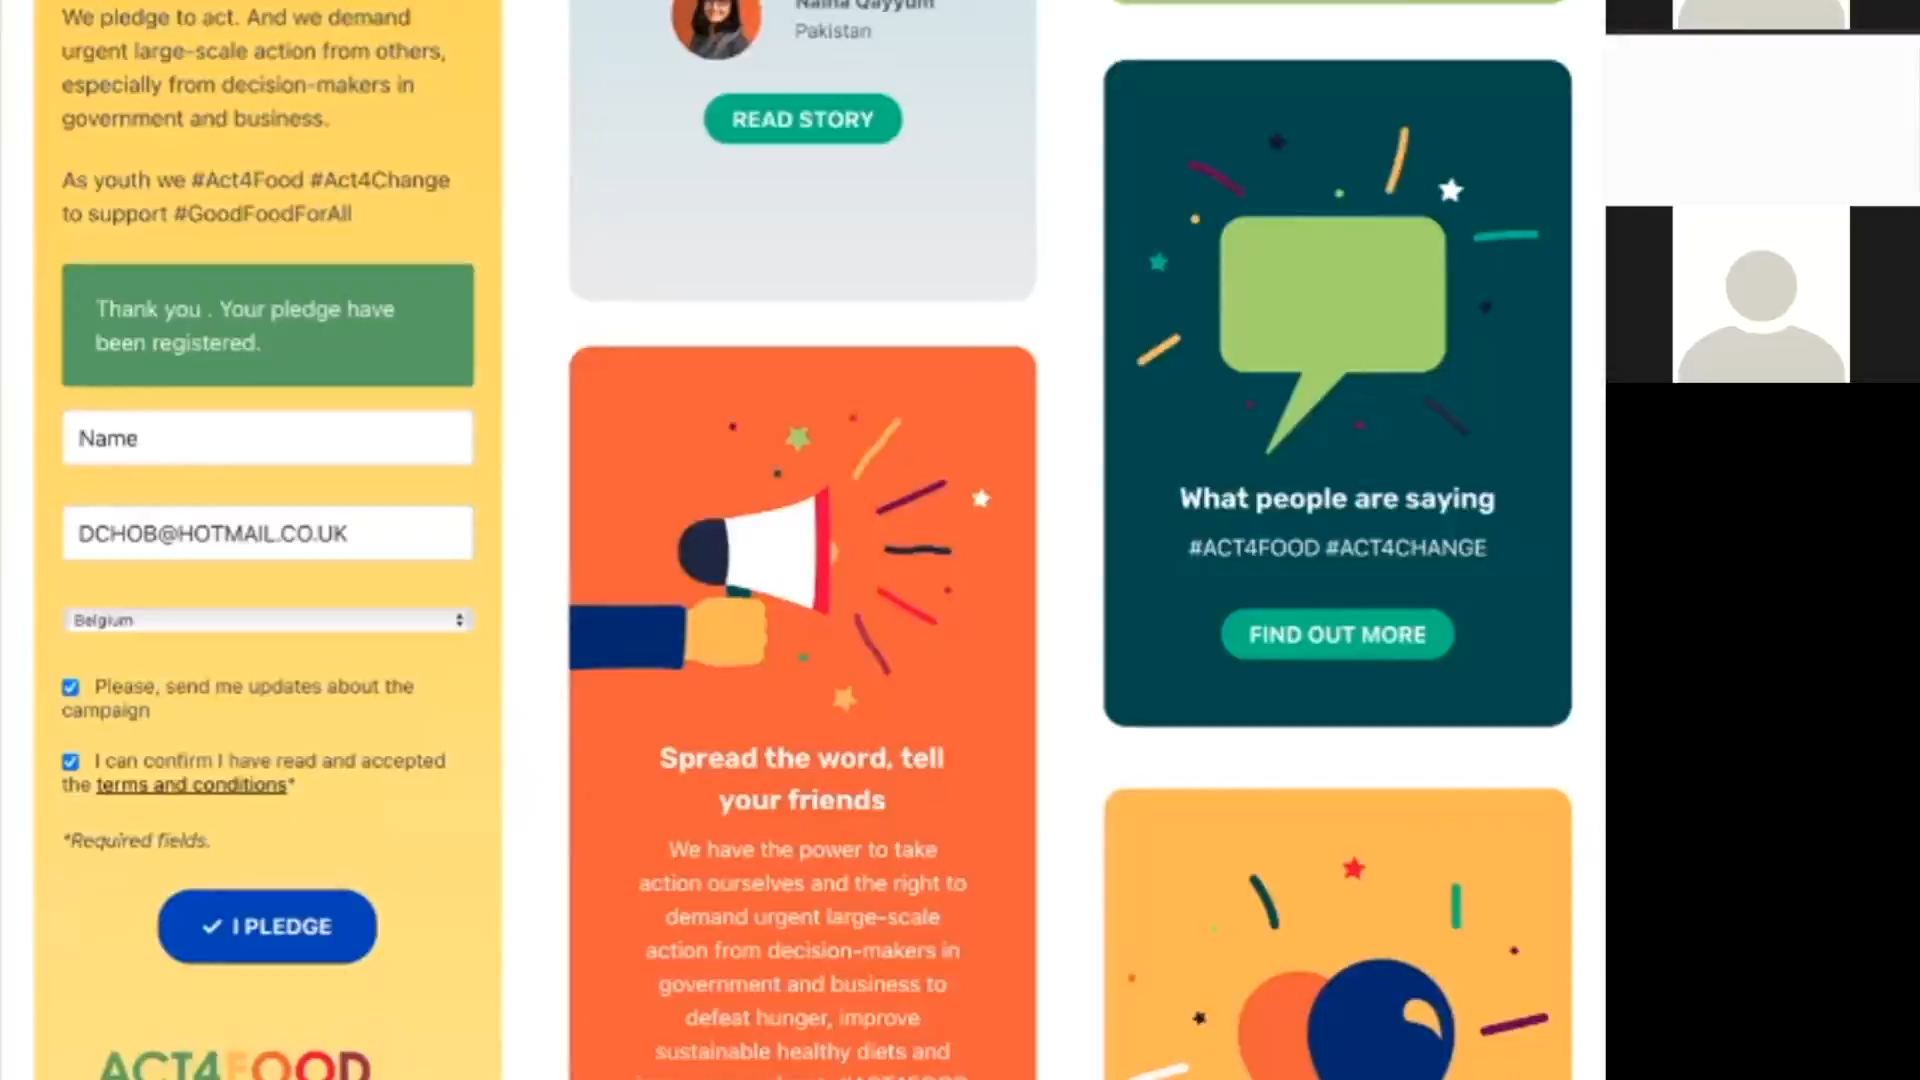 We pledge to act. And we demand
urgent large-scale action from others,
especially from decision-makers in
government and business.
As youth we #Act4Food #Act4Change
to support #GoodFoodForAll
Thank you . Your pledge have
been registered.
Name
DCHOB@HOTMAIL.CO.UK
Belgium
Please, send me updates about the
campaign
I can confirm I have read and accepted
the terms and conditions*
*Required fields.
I PLEDGE
ACT4FOOD
Naina Qayyum
Pakistan
READ STORY
Spread the word, tell
your friends
We have the power to take
action ourselves and the right to
demand urgent large-scale
action from decision-makers in
government and business to
defeat hunger, improve
sustainable healthy diets and
What people are saying
#ACT4FOOD #ACT4CHANGE
FIND OUT MORE